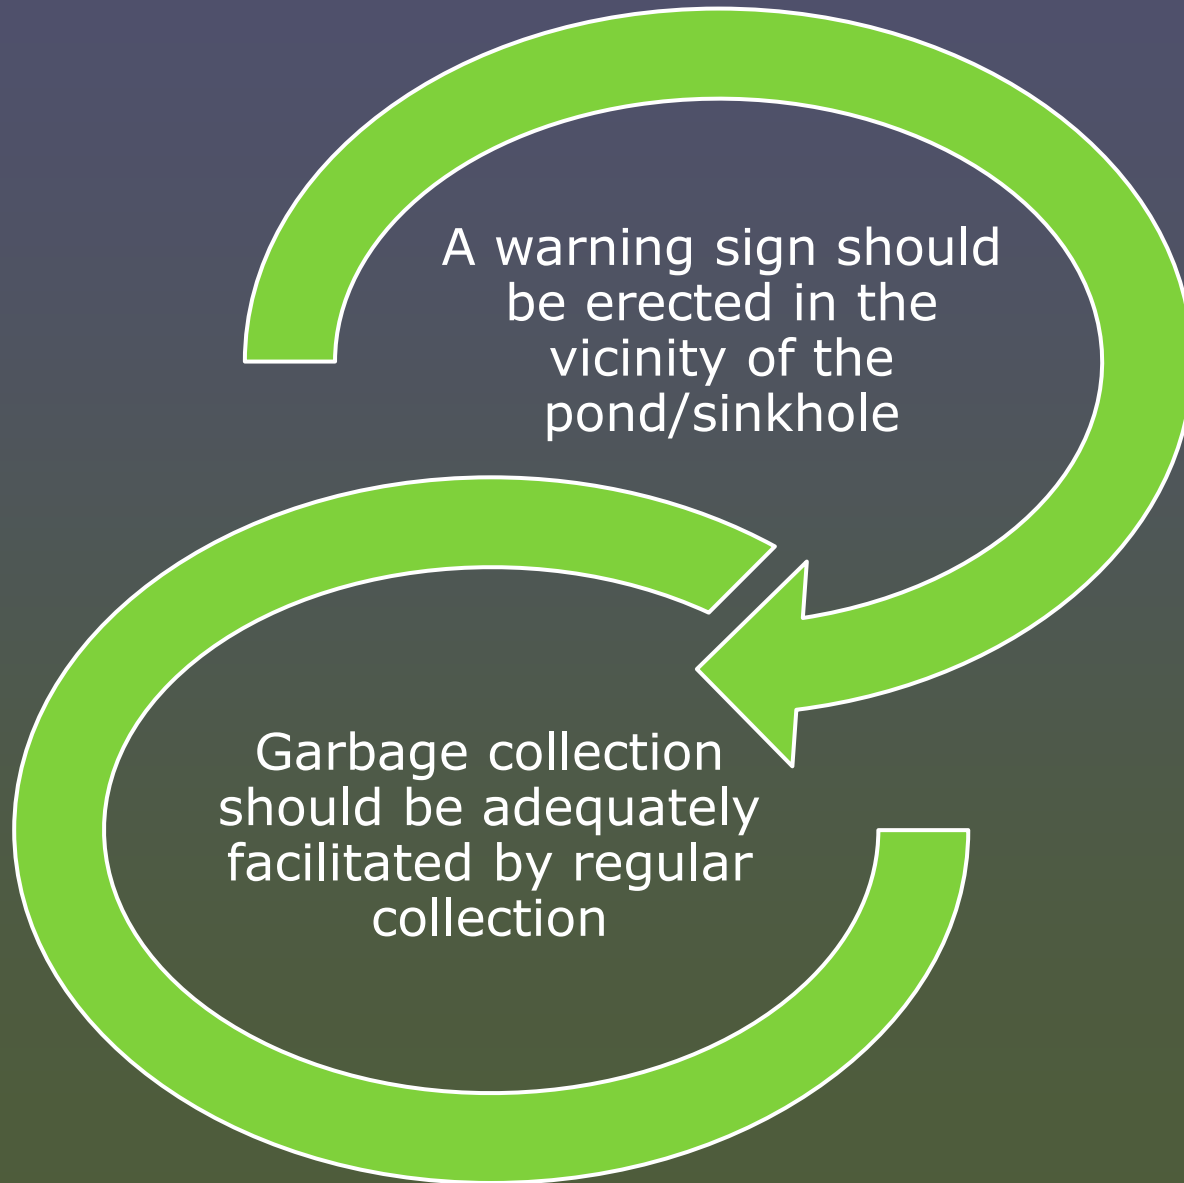 A warning sign should
be erected in the
vicinity of the
pond/sinkhole
Garbage collection
should be adequately
facilitated by regular
collection